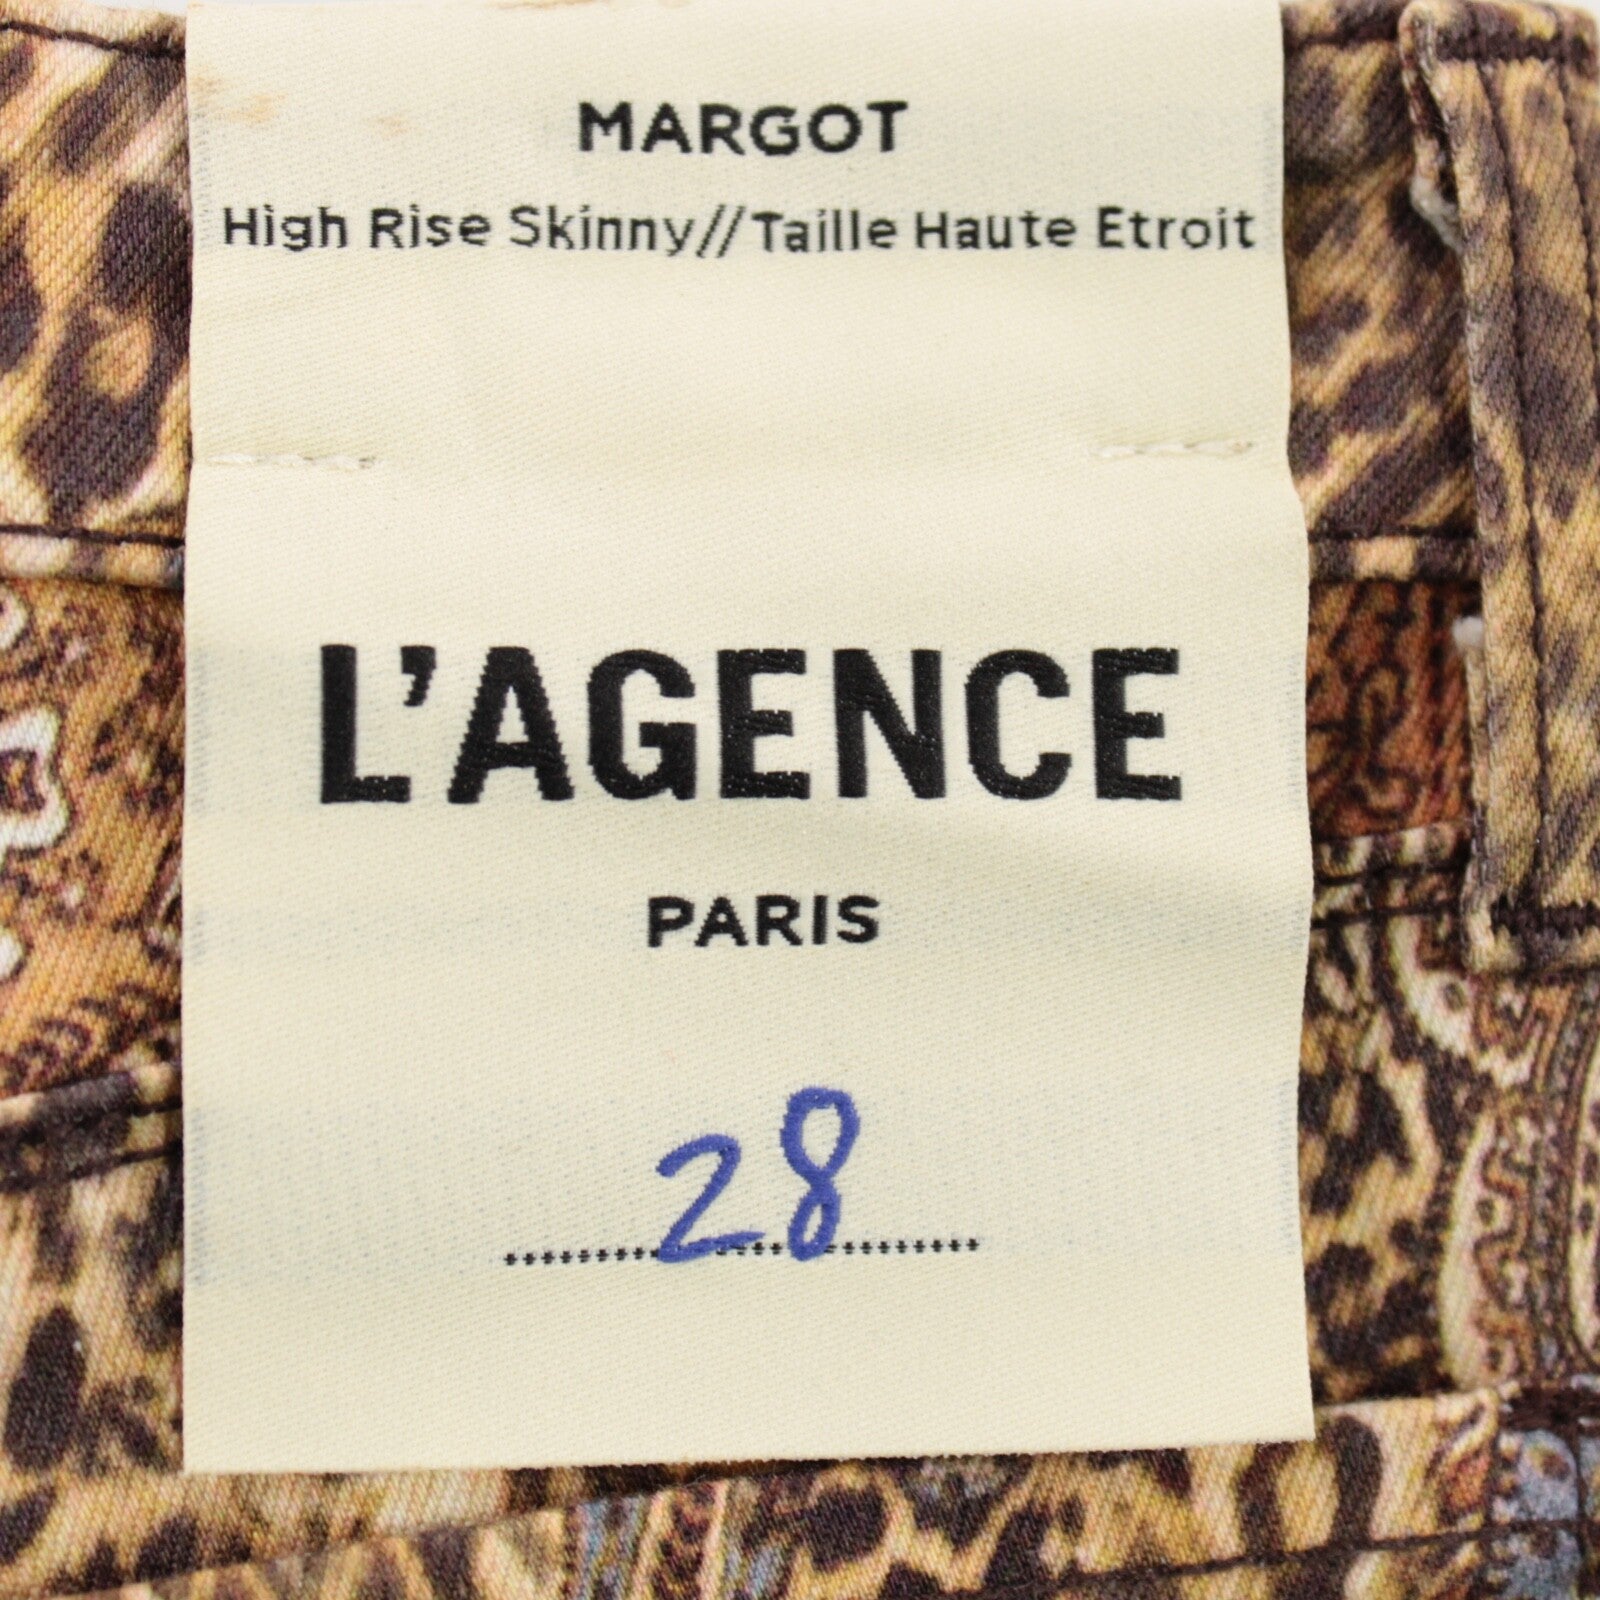 MARGOT
High Rise Skinny//Taille Haute Etroit
L'AGENCE
PARIS
28